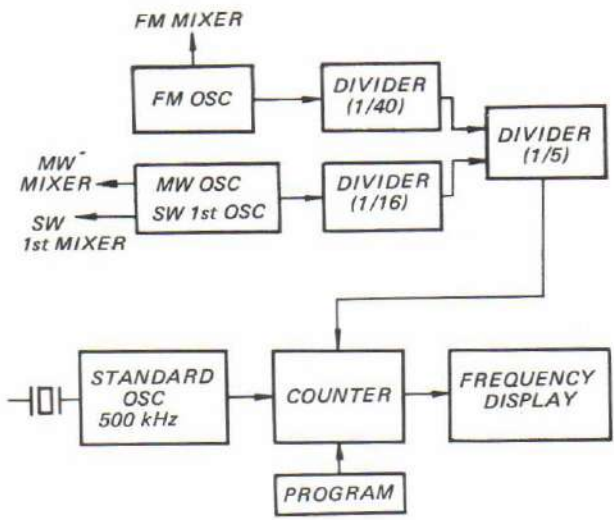 FM MIXER
FM OSC
DIVIDER
(1/40)
DIVIDER
(1/5)
MW
MIXER
MW OSC
SW 1st OSC
DIVIDER
(1/16)
SW
1st MIXER
STANDARD
OSC
500 kHz
COUNTER
FREQUENCY
DISPLAY
PROGRAM